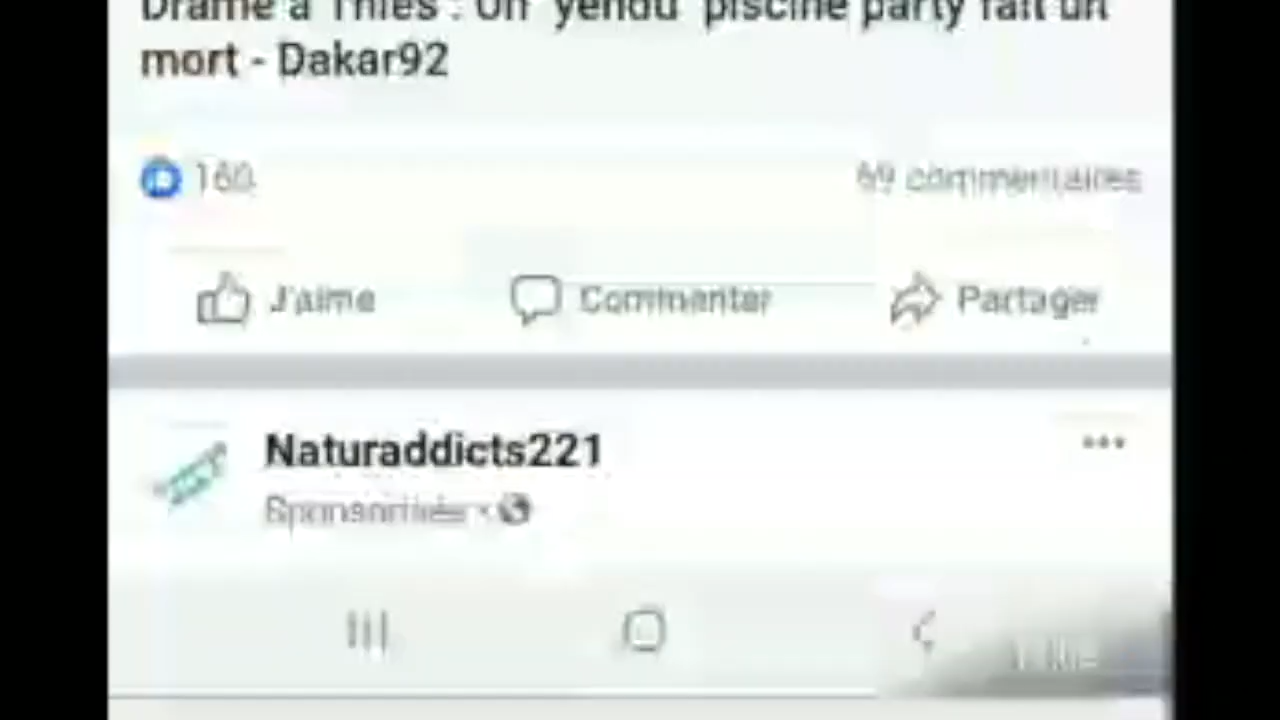 Drame à Thiès : Un "yendu" piscine party fait un
mort - Dakar92
160
69 commentaires
J'aime
Commenter
Partager
Naturaddicts221
Sponsorisée